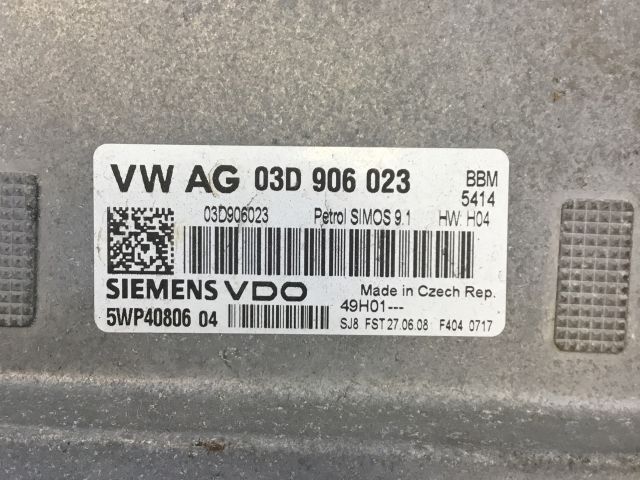 VW AG 03D 906 023 BBM
5414
03D906023 Petrol SIMOS 9.1 HW: H04
SIEMENS VDO Made in Czech Rep.
5WP40806 04 49H01---
SJ8 FST 27.06.08 F404 0717